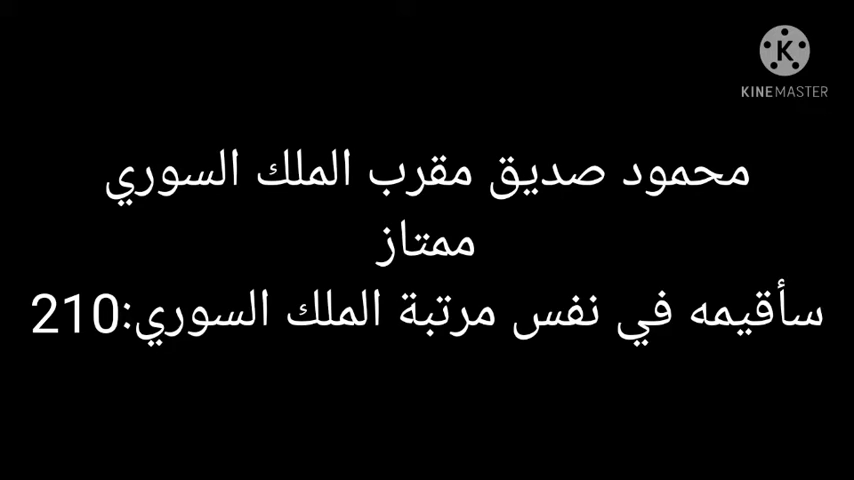 K
KINEMASTER
محمود صديق مقرب الملك السوري
ممتاز
سأقيمه في نفس مرتبة الملك السوري:210